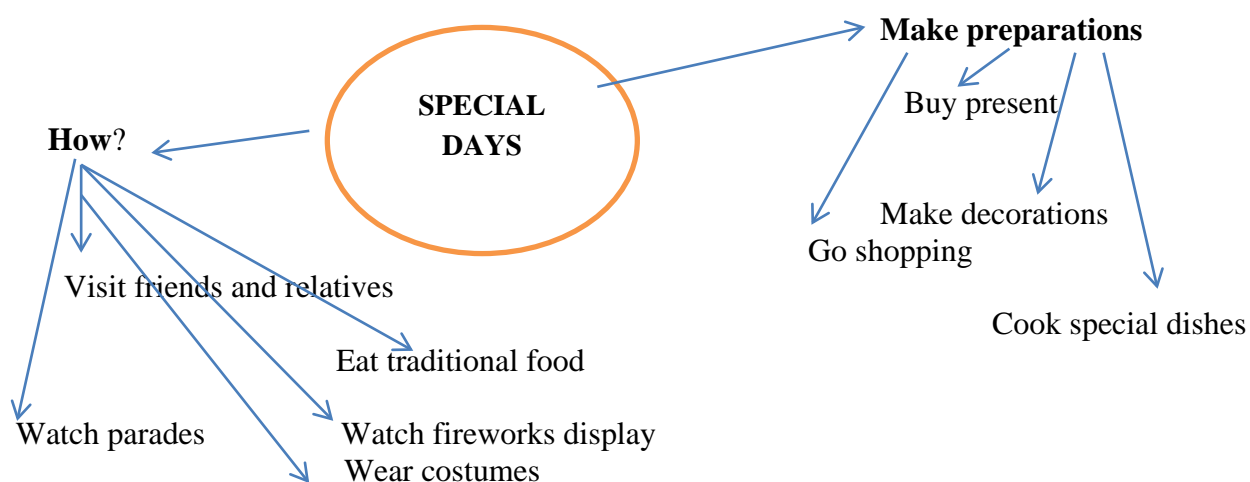 Make preparations
SPECIAL
DAYS
Buy present
How?
Make decorations
Go shopping
Visit friends and relatives
Cook special dishes
Eat traditional food
Watch parades
Watch fireworks display
Wear costumes